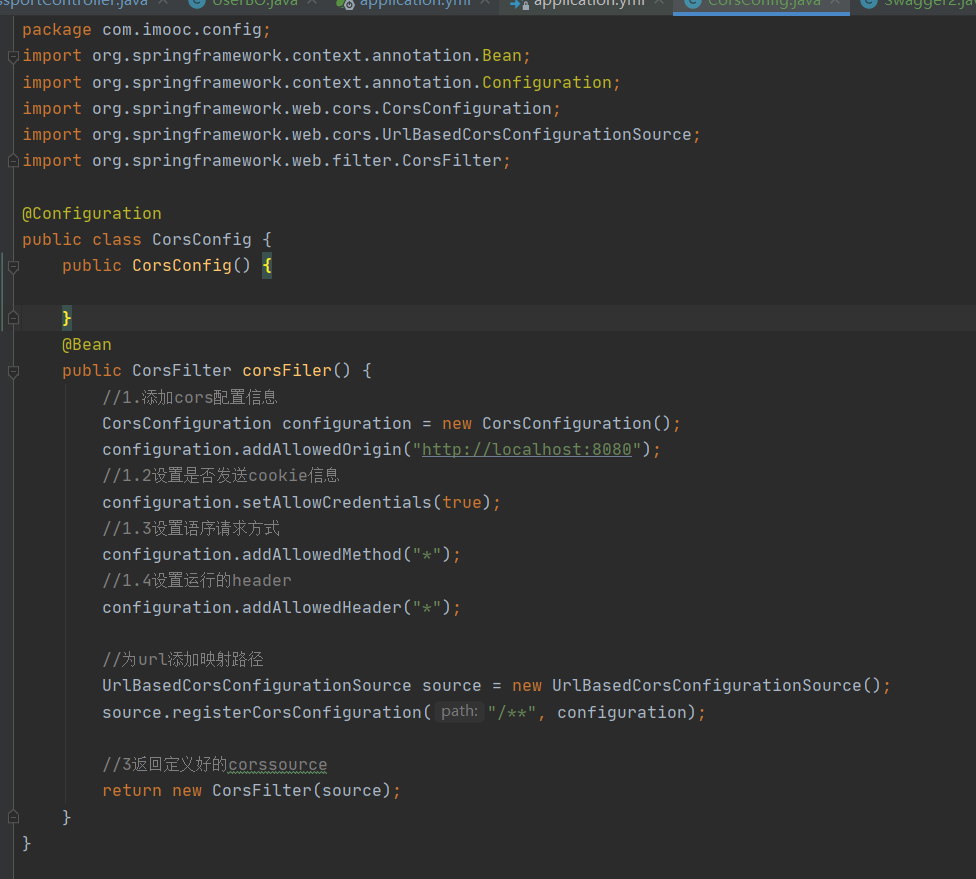 ssportController.java
UserBO.java
application.yml
application.yml
CorsConfig.java
Swagger2.jav
package com.imooc.config;
import org.springframework.context.annotation.Bean;
import org.springframework.context.annotation.Configuration;
import org.springframework.web.cors.CorsConfiguration;
import org.springframework.web.cors.UrlBasedCorsConfigurationSource;
import org.springframework.web.filter.CorsFilter;
@Configuration
public class CorsConfig {
public CorsConfig() {
}
@Bean
public CorsFilter corsFiler() {
//1.添加cors配置信息
CorsConfiguration configuration = new CorsConfiguration();
configuration.addAllowedOrigin("http://localhost:8080");
//1.2设置是否发送cookie信息
configuration.setAllowCredentials(true);
//1.3设置语序请求方式
configuration.addAllowedMethod("*");
//1.4设置运行的header
configuration.addAllowedHeader("*");
//为url添加映射路径
UrlBasedCorsConfigurationSource source = new UrlBasedCorsConfigurationSource();
source.registerCorsConfiguration( path: "/**", configuration);
//3返回定义好的corssource
return new CorsFilter(source);
}
}